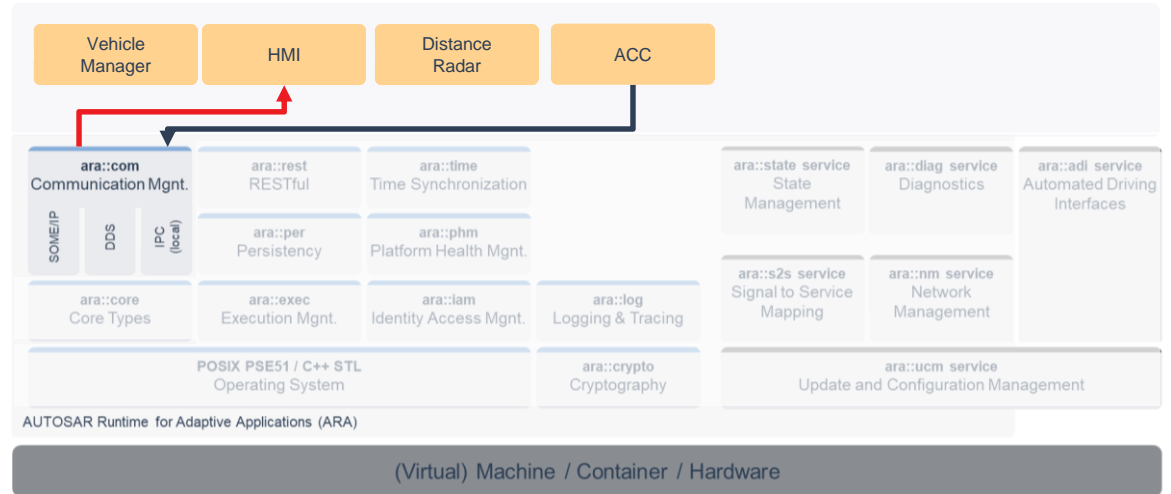 Vehicle
Manager
HMI
Distance
Radar
ACC
ara::com
Communication Mgnt.
SOME/IP
DDS
IPC
(local)
ara::rest
RESTful
ara::time
Time Synchronization
ara::per
Persistency
ara::phm
Platform Health Mgnt.
ara::core
Core Types
ara::exec
Execution Mgnt.
ara::iam
Identity Access Mgnt.
ara::log
Logging & Tracing
ara::state service
State
Management
ara::diag service
Diagnostics
ara::adi service
Automated Driving
Interfaces
ara::s2s service
Signal to Service
Mapping
ara::nm service
Network
Management
POSIX PSE51 / C++ STL
Operating System
ara::crypto
Cryptography
ara::ucm service
Update and Configuration Management
AUTOSAR Runtime for Adaptive Applications (ARA)
(Virtual) Machine / Container / Hardware